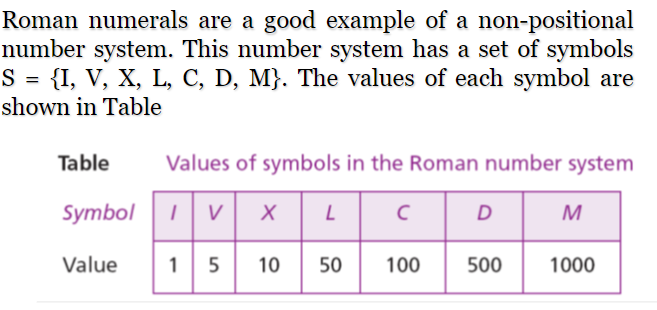 Roman numerals are a good example of a non-positional
number system. This number system has a set of symbols
S = {I, V, X, L, C, D, M}. The values of each symbol are
shown in Table
Table Values of symbols in the Roman number system
Symbol I V X L C D M
Value 1 5 10 50 100 500 1000